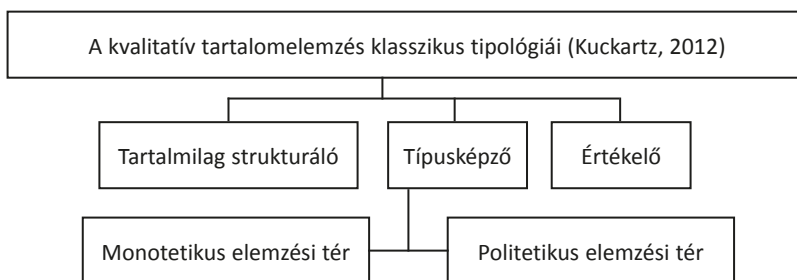 A kvalitatív tartalomelemzés klasszikus tipológiái (Kuckartz, 2012)
Tartalmilag strukturáló
Típusképző
Értékelő
Monotetikus elemzési tér
Politetikus elemzési tér